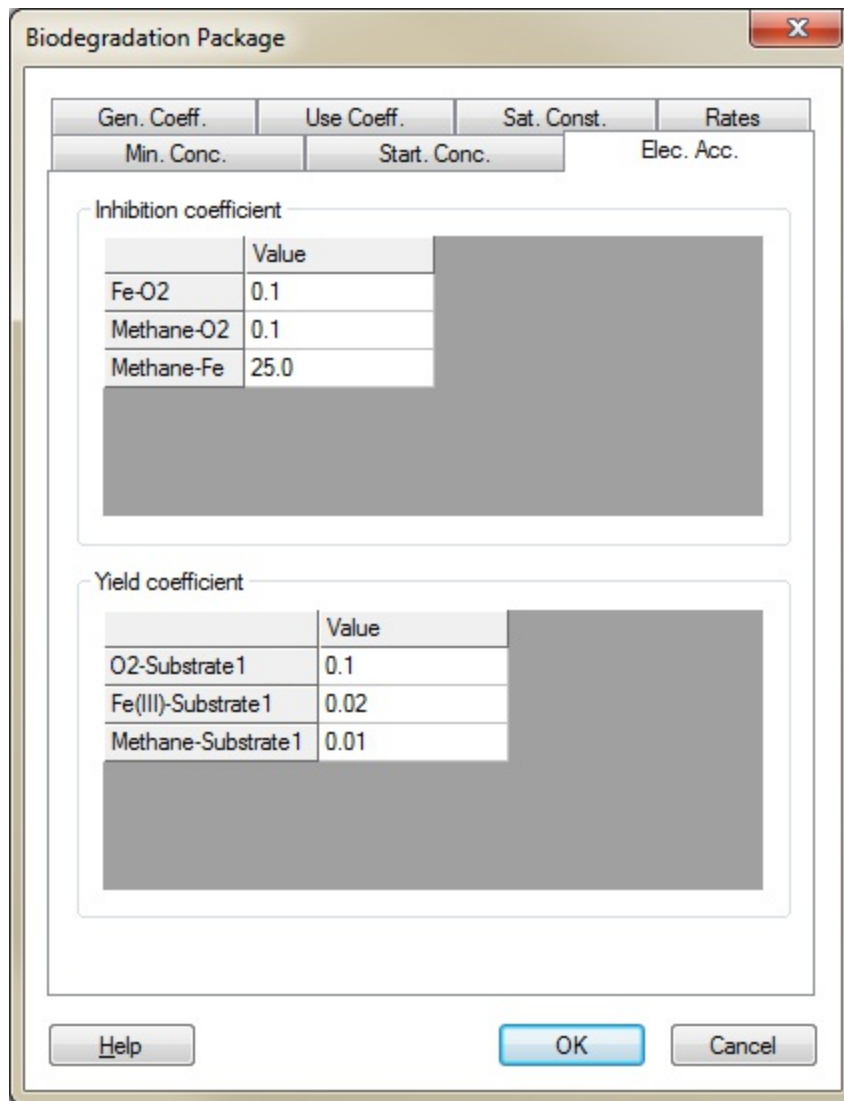 Biodegradation Package
Gen. Coeff. Use Coeff. Sat. Const. Rates
Min. Conc. Start. Conc. Elec. Acc.
Inhibition coefficient
Value
Fe-O2 0.1
Methane-O2 0.1
Methane-Fe 25.0
Yield coefficient
Value
O2-Substrate1 0.1
Fe(III)-Substrate1 0.02
Methane-Substrate1 0.01
Help OK Cancel